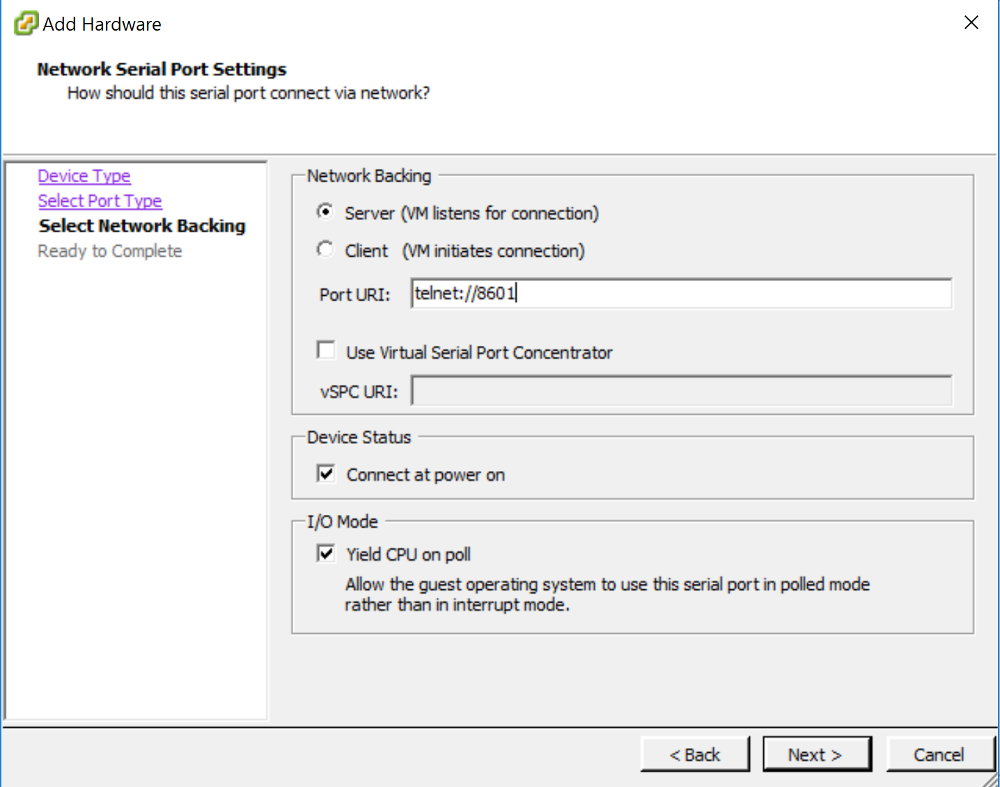 Add Hardware
Network Serial Port Settings
How should this serial port connect via network?
Device Type
Select Port Type
Select Network Backing
Ready to Complete
Network Backing
Server (VM listens for connection)
Client (VM initiates connection)
Port URI: telnet://8601
Use Virtual Serial Port Concentrator
vSPC URI:
Device Status
Connect at power on
I/O Mode
Yield CPU on poll
Allow the guest operating system to use this serial port in polled mode
rather than in interrupt mode.
< Back Next > Cancel